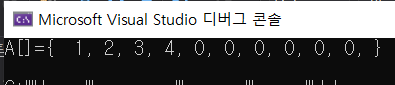 Microsoft Visual Studio 디버그 콘솔
A[]={  1, 2, 3, 4, 0, 0, 0, 0, 0, 0, }